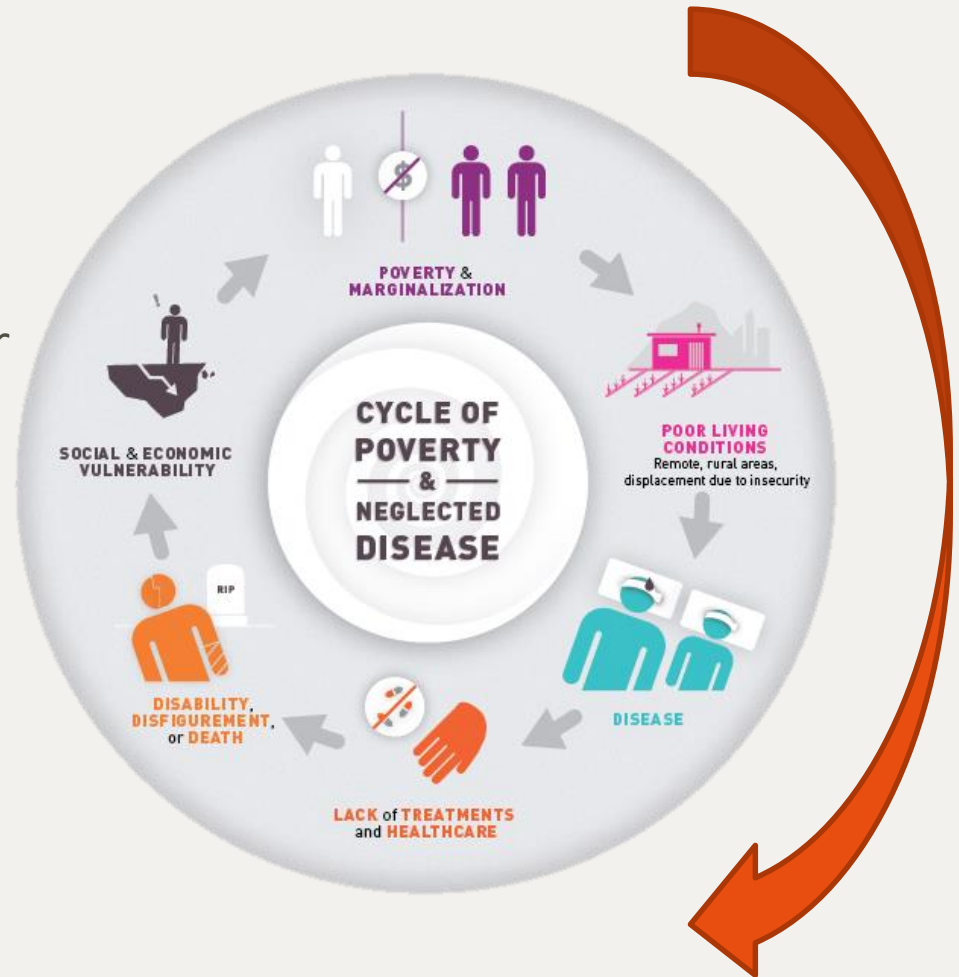 POVERTY &
MARGINALIZATION
$
POOR LIVING
CONDITIONS
Remote, rural areas,
displacement due to insecurity
DISEASE
LACK of TREATMENTS
and HEALTHCARE
DISABILITY,
DISFIGUREMENT,
or DEATH
RIP
SOCIAL & ECONOMIC
VULNERABILITY
!
CYCLE OF
POVERTY
&
NEGLECTED
DISEASE
r